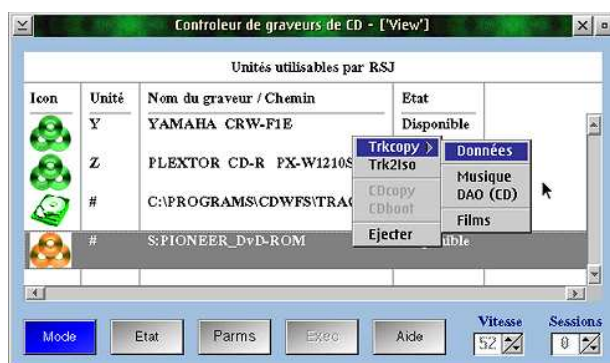 Controleur de graveurs de CD - ['View']
Unités utilisables par RSJ
Icon Unité Nom du graveur / Chemin Etat
Y YAMAHA CRW-F1E Disponible
Z PLEXTOR CD-R PX-W1210S
# C:\PROGRAMS\CDWFS\TRAC
# S:PIONEER_DvD-ROM
Trkcopy
Trk2Iso
CDcopy
CDboot
Ejecter
Données
Musique
DAO (CD)
Films
Mode Etat Parms Exec Aide
Vitesse Sessions
52 0